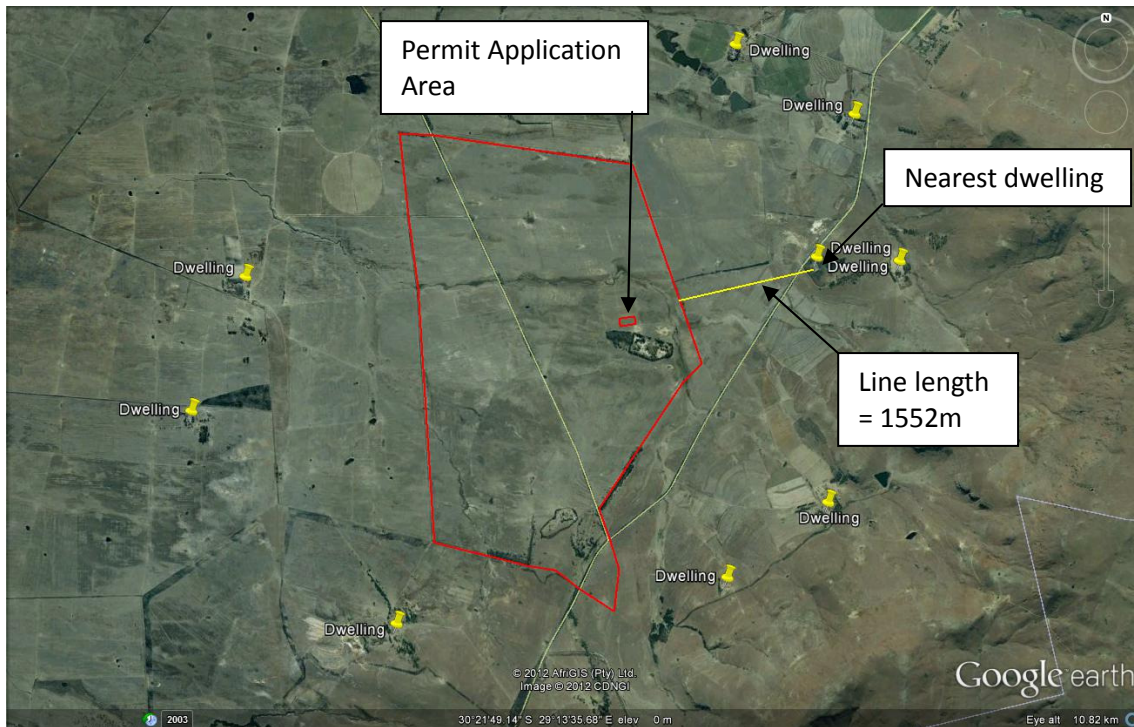 N
Permit Application
Area
Dwelling
Dwelling
Nearest dwelling
Dwelling
Dwelling
Dwelling
Line length
= 1552m
Dwelling
Dwelling
Dwelling
Dwelling
© 2012 AfriGIS (Pty) Ltd.
Image © 2012 CDNGI
Google earth
2003
30°21'49.14" S 29°13'35.68" E elev 0 m
Eye alt 10.82 km